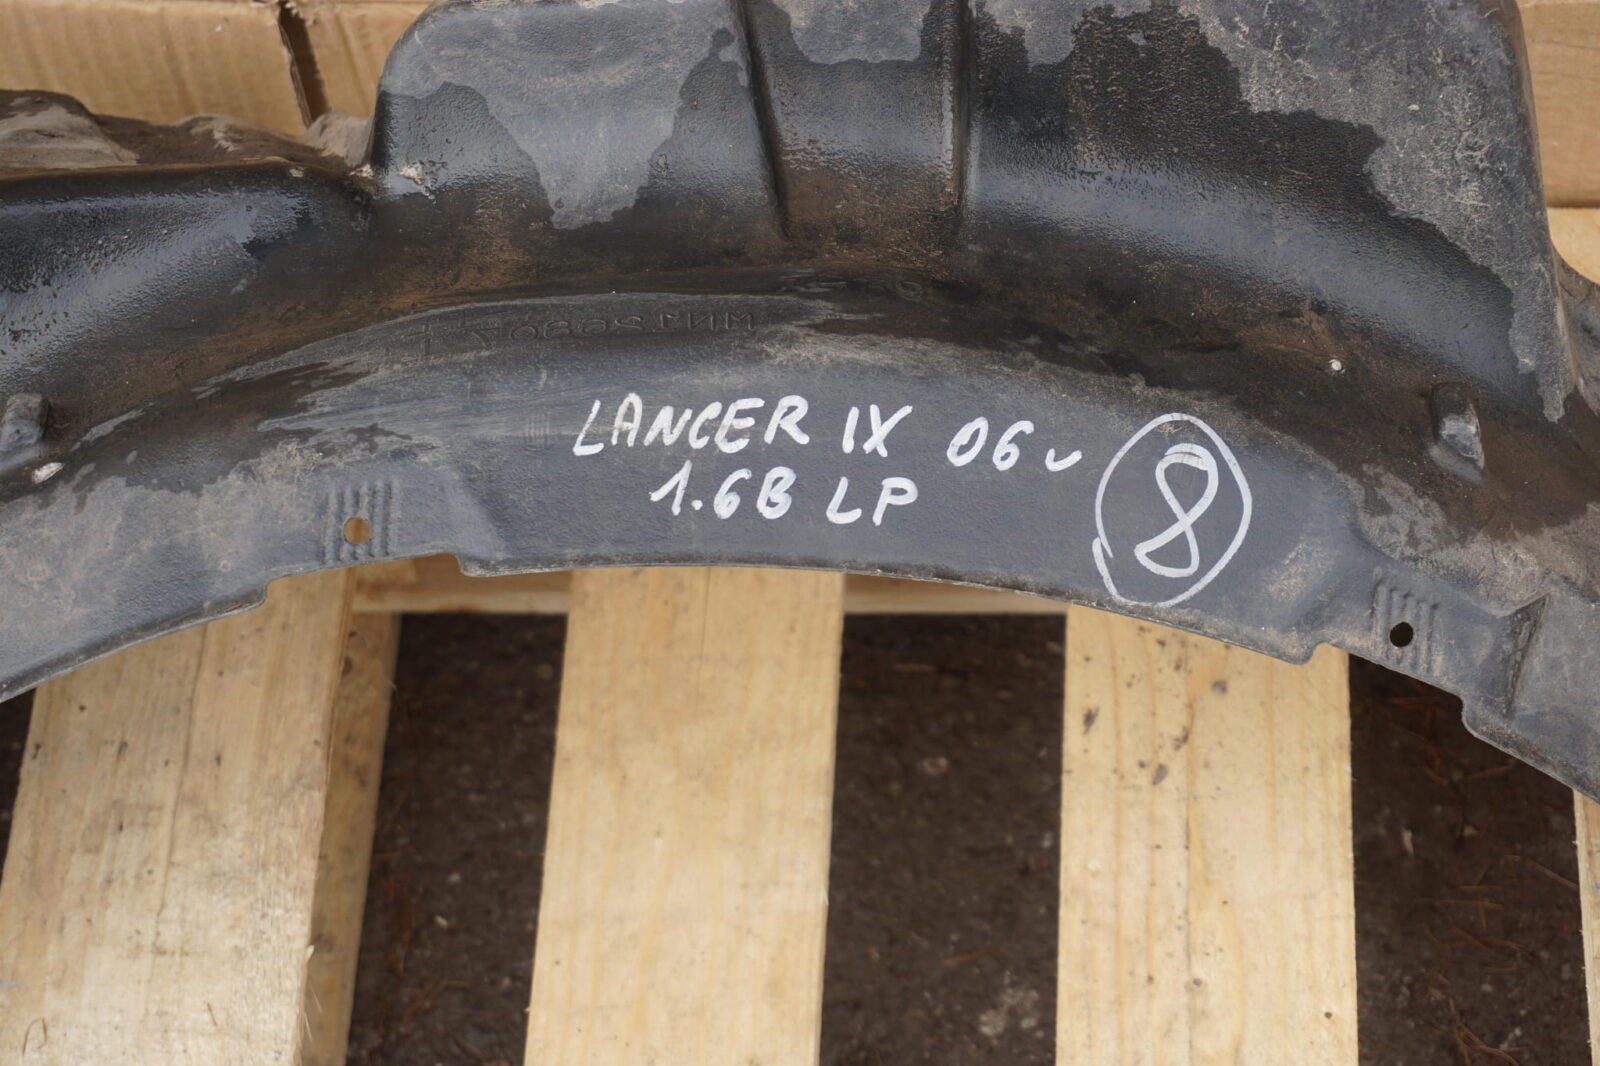 LANCER IX 06
1.6B LP
8